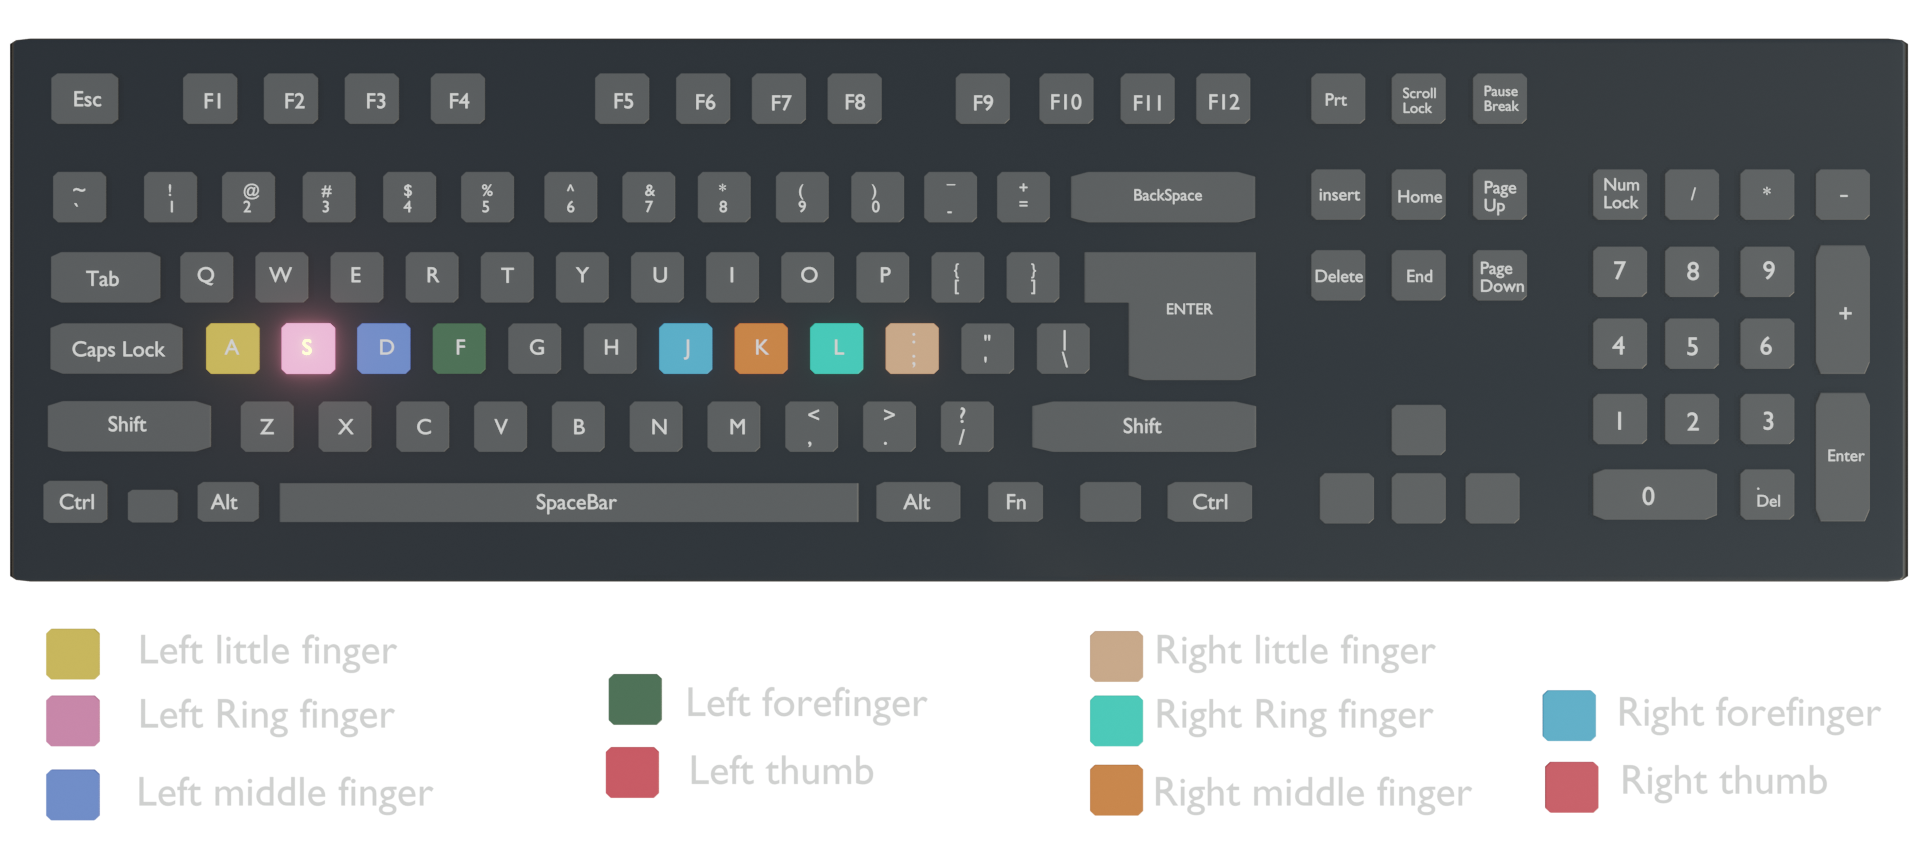 Esc F1 F2 F3 F4 F5 F6 F7 F8 F9 F10 F11 F12 Prt Scroll Lock Pause Break
~ ` ! 1 @ 2 # 3 $ 4 % 5 ^ 6 & 7 * 8 ( 9 ) 0 _ - + = BackSpace insert Home Page Up Num Lock / * -
Tab Q W E R T Y U I O P { [ } ] ENTER Delete End Page Down 7 8 9 +
Caps Lock A S D F G H J K L : ; " ' | \ 4 5 6
Shift Z X C V B N M < , > . ? / Shift 1 2 3 Enter
Ctrl Alt SpaceBar Alt Fn Ctrl 0 . Del
Left little finger
Left Ring finger
Left middle finger
Left forefinger
Left thumb
Right little finger
Right Ring finger
Right middle finger
Right forefinger
Right thumb